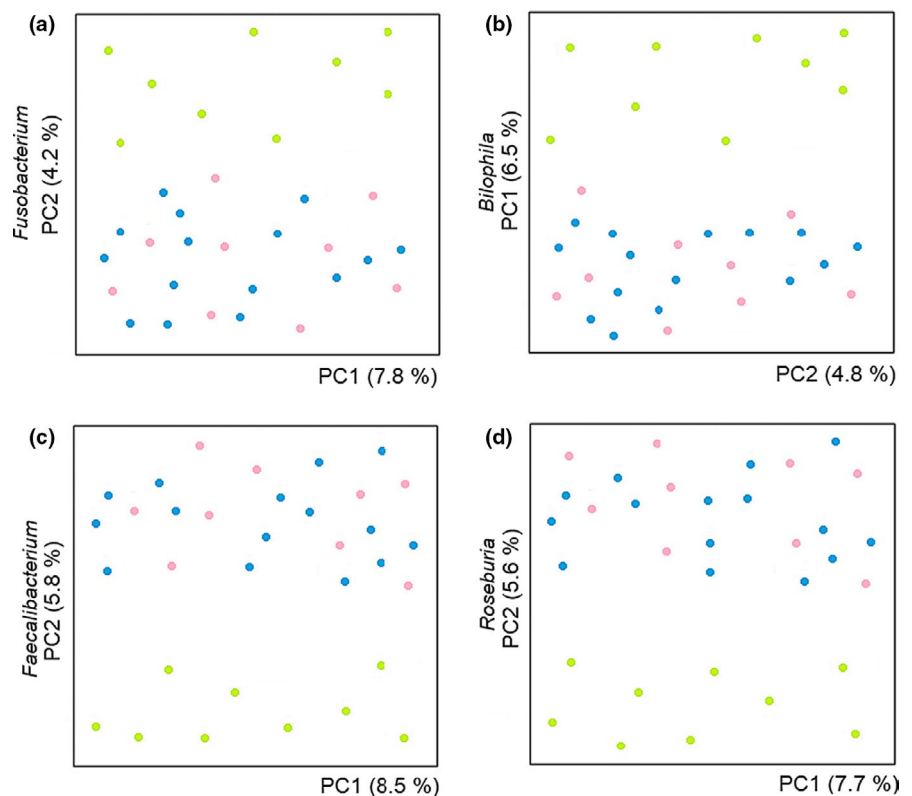 (a)
Fusobacterium
PC2 (4.2 %)
PC1 (7.8 %)
(b)
Bilophila
PC1 (6.5 %)
PC2 (4.8 %)
(c)
Faecalibacterium
PC2 (5.8 %)
PC1 (8.5 %)
(d)
Roseburia
PC2 (5.6 %)
PC1 (7.7 %)